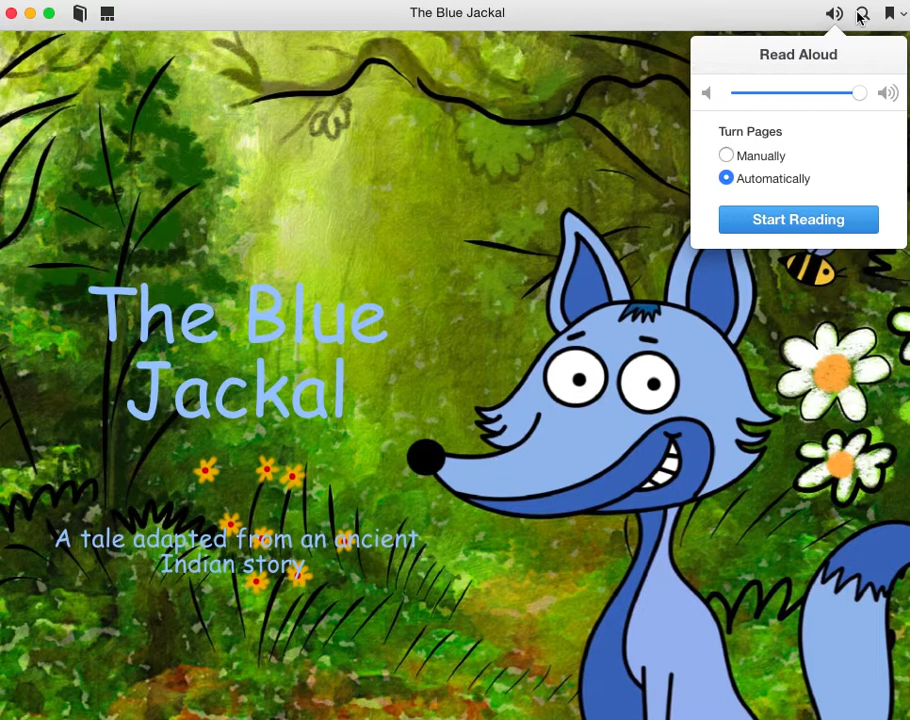 The Blue Jackal
Read Aloud
Turn Pages
Manually
Automatically
Start Reading
The Blue
Jackal
A tale adapted from an ancient
Indian story.